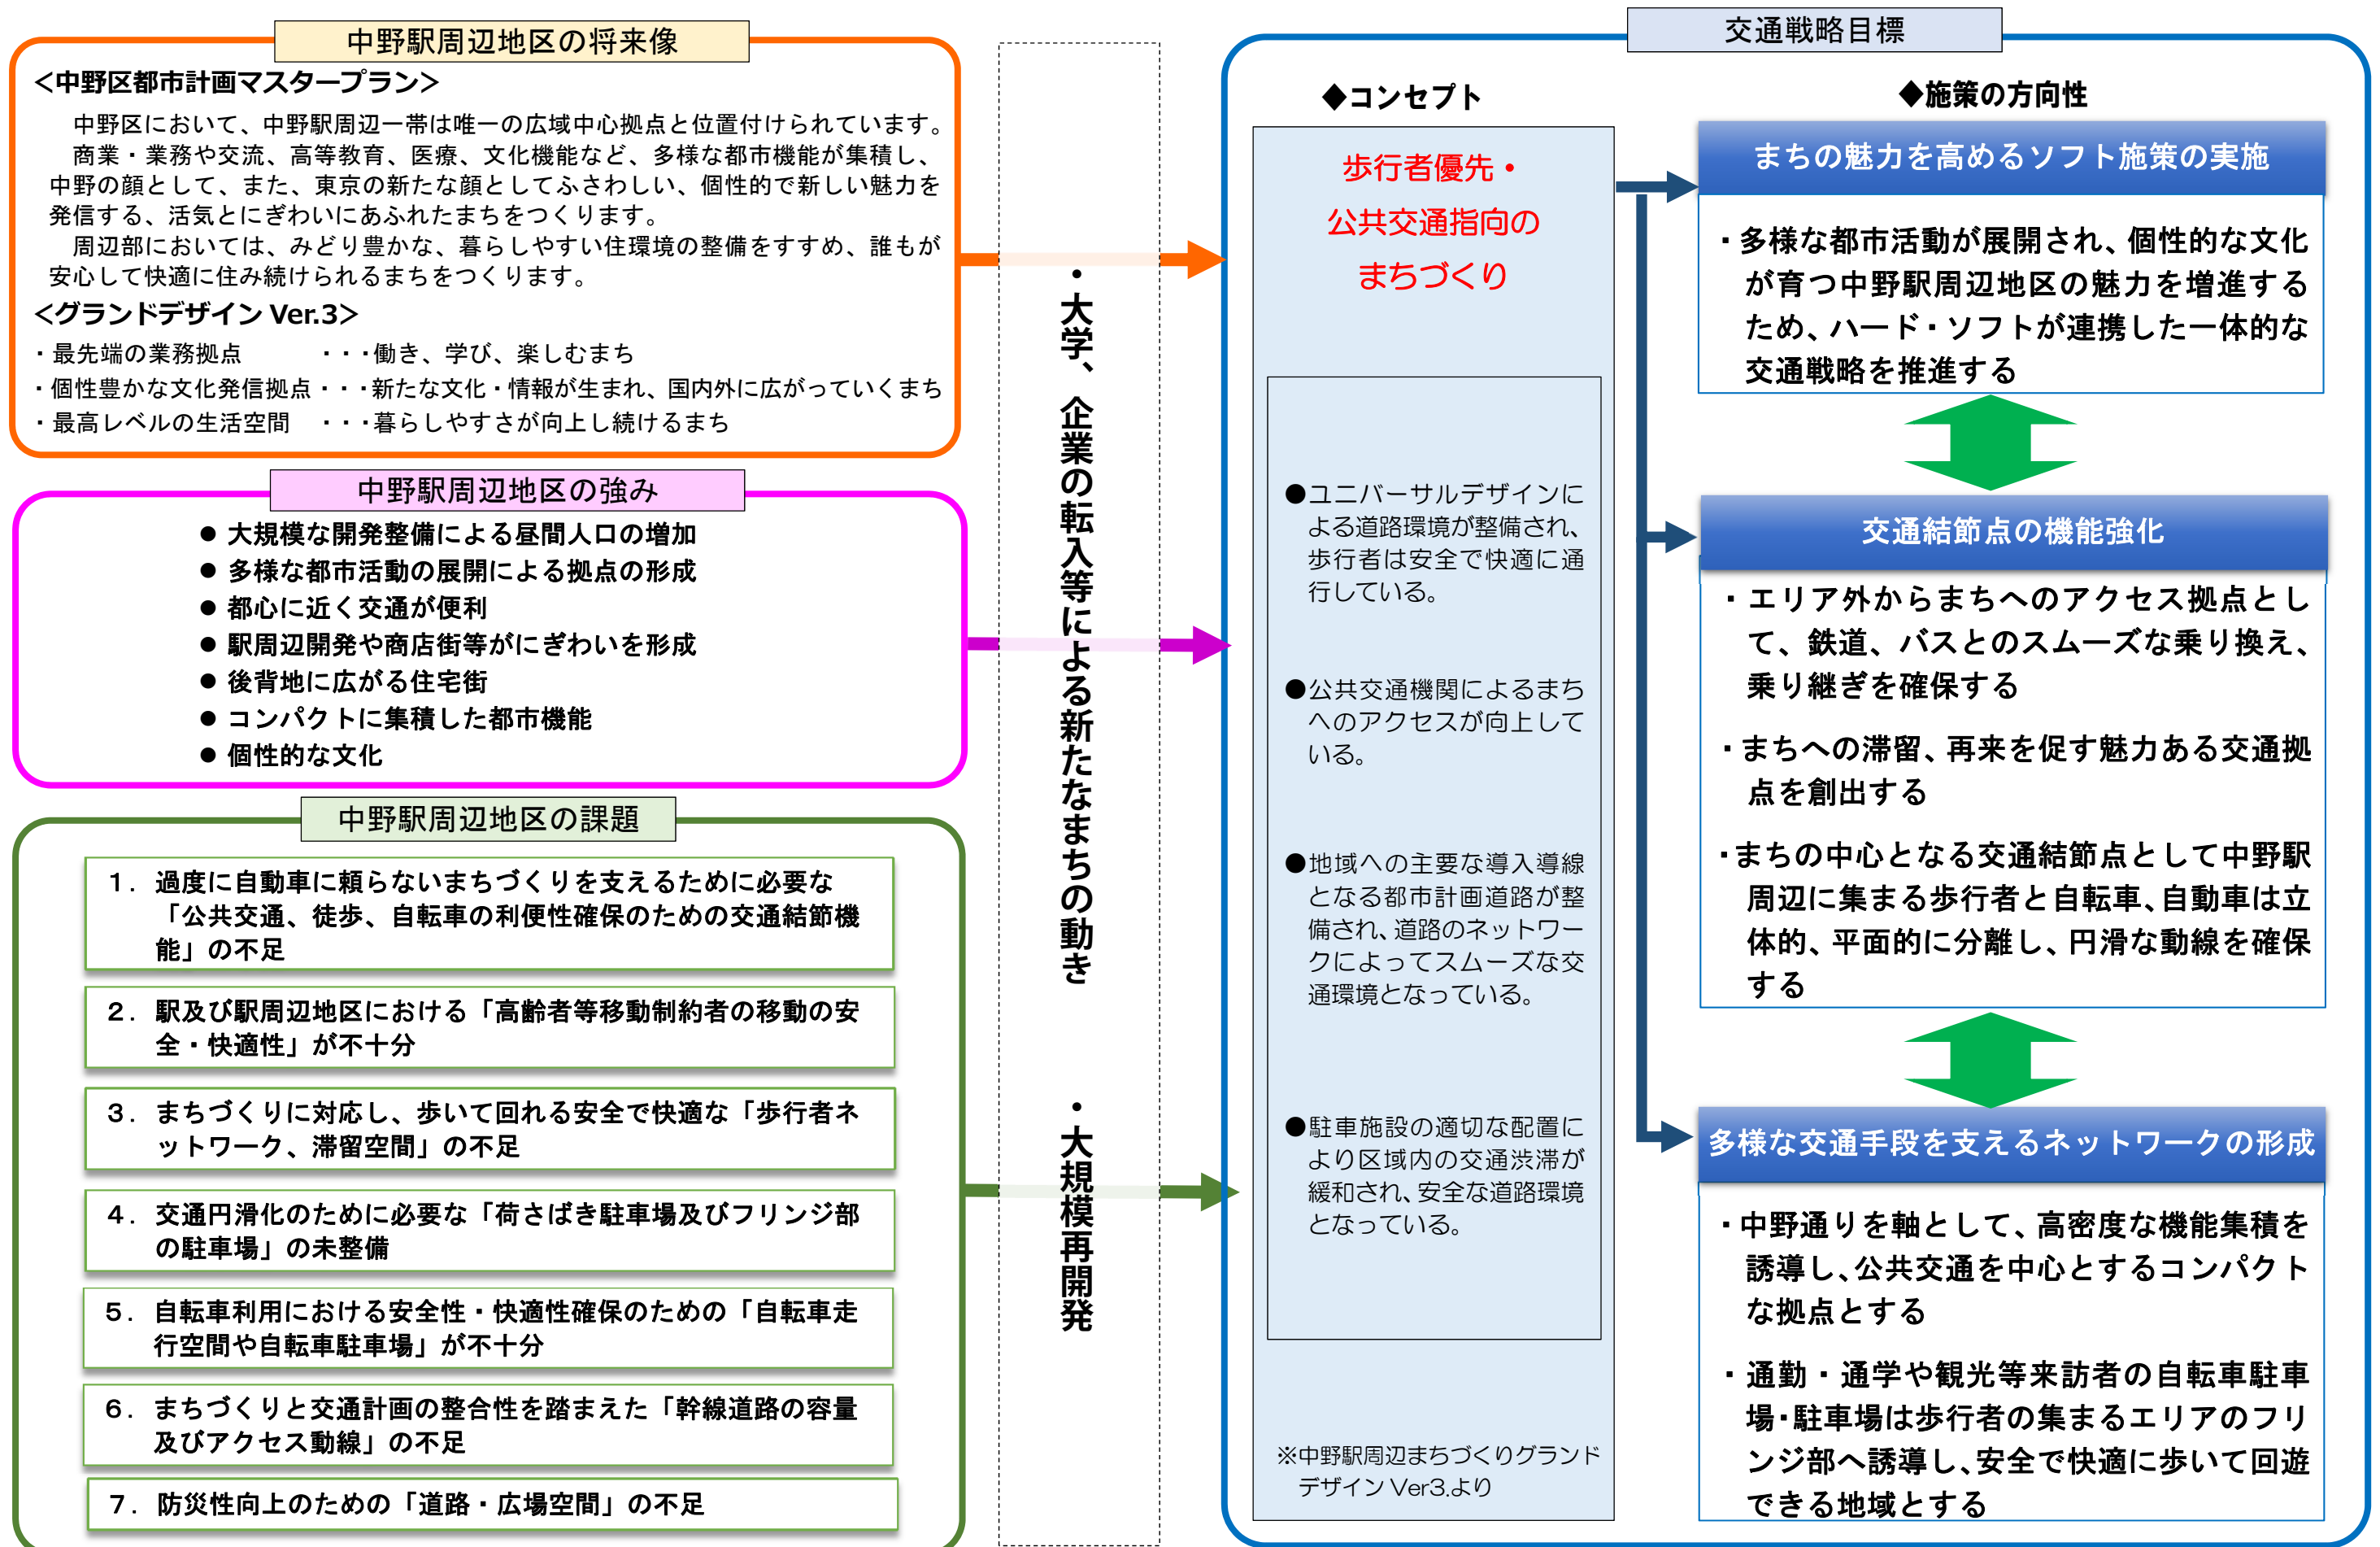 中野駅周辺地区の将来像
＜中野区都市計画マスタープラン＞
中野区において、中野駅周辺一帯は唯一の広域中心拠点と位置付けられています。
商業・業務や交流、高等教育、医療、文化機能など、多様な都市機能が集積し、
中野の顔として、また、東京の新たな顔としてふさわしい、個性的で新しい魅力を
発信する、活気とにぎわいにあふれたまちをつくります。
周辺部においては、みどり豊かな、暮らしやすい住環境の整備をすすめ、誰もが
安心して快適に住み続けられるまちをつくります。
＜グランドデザイン Ver.3＞
・最先端の業務拠点　・・・働き、学び、楽しむまち
・個性豊かな文化発信拠点・・・新たな文化・情報が生まれ、国内外に広がっていくまち
・最高レベルの生活空間　・・・暮らしやすさが向上し続けるまち
中野駅周辺地区の強み
● 大規模な開発整備による昼間人口の増加
● 多様な都市活動の展開による拠点の形成
● 都心に近く交通が便利
● 駅周辺開発や商店街等がにぎわいを形成
● 後背地に広がる住宅街
● コンパクトに集積した都市機能
● 個性的な文化
中野駅周辺地区の課題
１．過度に自動車に頼らないまちづくりを支えるために必要な
「公共交通、徒歩、自転車の利便性確保のための交通結節機
能」の不足
２．駅及び駅周辺地区における「高齢者等移動制約者の移動の安
全・快適性」が不十分
３．まちづくりに対応し、歩いて回れる安全で快適な「歩行者ネ
ットワーク、滞留空間」の不足
４．交通円滑化のために必要な「荷さばき駐車場及びフリンジ部
の駐車場」の未整備
５．自転車利用における安全性・快適性確保のための「自転車走
行空間や自転車駐車場」が不十分
６．まちづくりと交通計画の整合性を踏まえた「幹線道路の容量
及びアクセス動線」の不足
７．防災性向上のための「道路・広場空間」の不足
・大学、企業の転入等による新たなまちの動き
・大規模再開発
交通戦略目標
◆コンセプト
歩行者優先・
公共交通指向の
まちづくり
●ユニバーサルデザインに
よる道路環境が整備され、
歩行者は安全で快適に通
行している。
●公共交通機関によるまち
へのアクセスが向上して
いる。
●地域への主要な導入導線
となる都市計画道路が整
備され、道路のネットワー
クによってスムーズな交
通環境となっている。
●駐車施設の適切な配置に
より区域内の交通渋滞が
緩和され、安全な道路環境
となっている。
※中野駅周辺まちづくりグランド
デザイン Ver3.より
◆施策の方向性
まちの魅力を高めるソフト施策の実施
・多様な都市活動が展開され、個性的な文化
が育つ中野駅周辺地区の魅力を増進する
ため、ハード・ソフトが連携した一体的な
交通戦略を推進する
交通結節点の機能強化
・エリア外からまちへのアクセス拠点とし
て、鉄道、バスとのスムーズな乗り換え、
乗り継ぎを確保する
・まちへの滞留、再来を促す魅力ある交通拠
点を創出する
・まちの中心となる交通結節点として中野駅
周辺に集まる歩行者と自転車、自動車は立
体的、平面的に分離し、円滑な動線を確保
する
多様な交通手段を支えるネットワークの形成
・中野通りを軸として、高密度な機能集積を
誘導し、公共交通を中心とするコンパクト
な拠点とする
・通勤・通学や観光等来訪者の自転車駐車
場・駐車場は歩行者の集まるエリアのフリ
ンジ部へ誘導し、安全で快適に歩いて回遊
できる地域とする